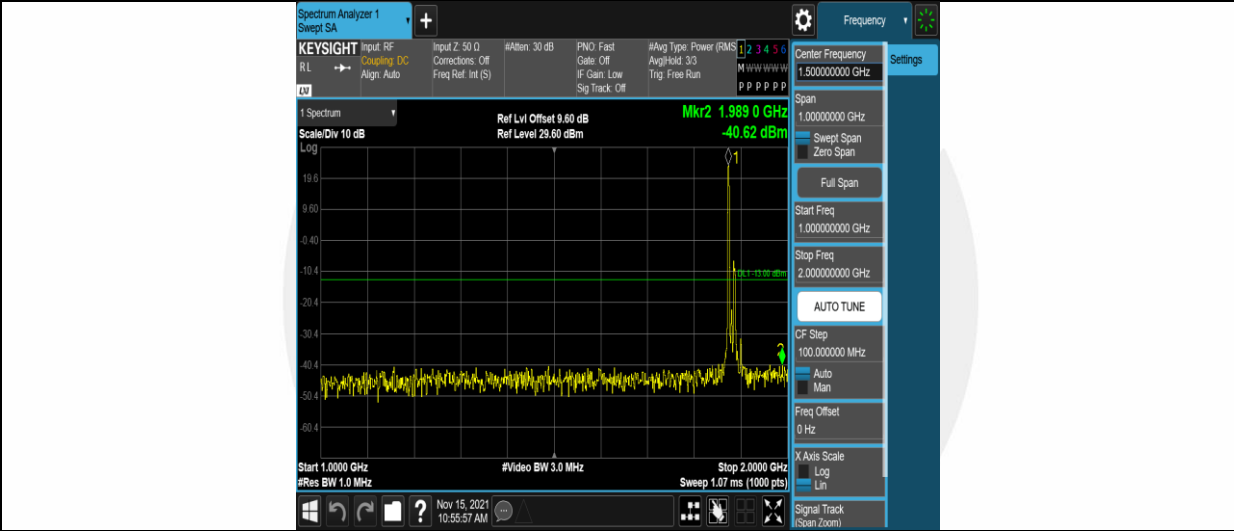 Spectrum Analyzer 1
Swept SA
+
Frequency
KEYSIGHT
RL
LXI
Input: RF
Coupling: DC
Align: Auto
Input Z: 50 Ω
Corrections: Off
Freq Ref: Int (S)
#Atten: 30 dB
PNO: Fast
Gate: Off
IF Gain: Low
Sig Track: Off
#Avg Type: Power (RMS
Avg|Hold: 3/3
Trig: Free Run
1 2 3 4 5 6
M W W W W W
P P P P P P
1 Spectrum
Scale/Div 10 dB
Ref Lvl Offset 9.60 dB
Ref Level 29.60 dBm
Mkr2 1.989 0 GHz
-40.62 dBm
Log
19.6
9.60
-0.40
-10.4
-20.4
-30.4
-40.4
-50.4
-60.4
1
DL1 -13.00 dBm
2
Start 1.0000 GHz
#Res BW 1.0 MHz
#Video BW 3.0 MHz
Stop 2.0000 GHz
Sweep 1.07 ms (1000 pts)
Center Frequency
1.500000000 GHz
Settings
Span
1.00000000 GHz
Swept Span
Zero Span
Full Span
Start Freq
1.000000000 GHz
Stop Freq
2.000000000 GHz
AUTO TUNE
CF Step
100.000000 MHz
Auto
Man
Freq Offset
0 Hz
X Axis Scale
Log
Lin
Signal Track
(Span Zoom)
?
Nov 15, 2021
10:55:57 AM